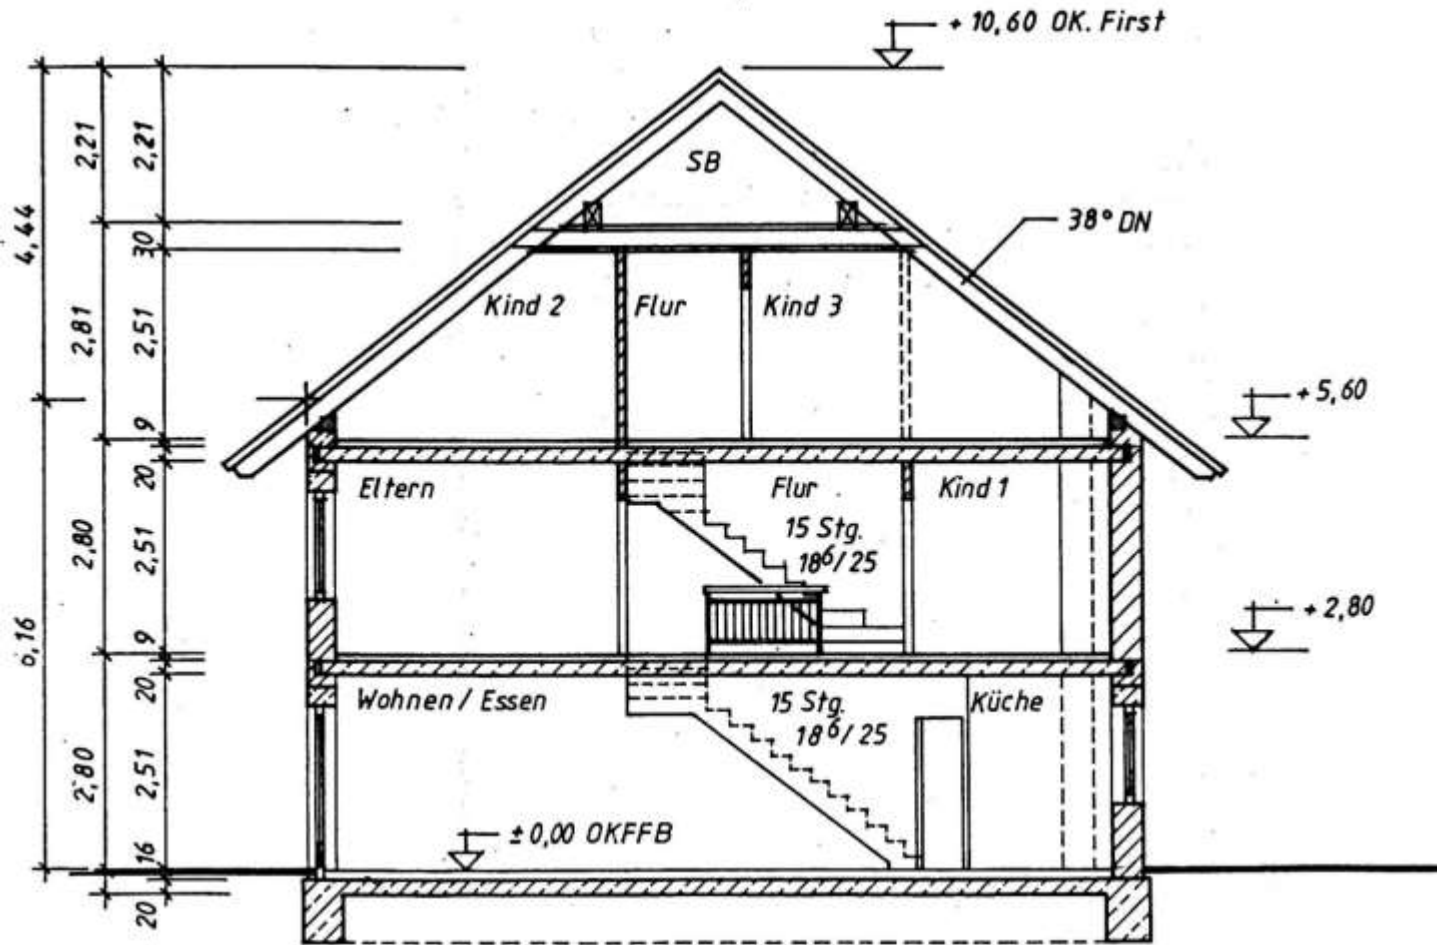 + 10,60 OK. First
SB
38° DN
Kind 2
Flur
Kind 3
+ 5,60
Eltern
Flur
Kind 1
15 Stg.
18⁶/25
+ 2,80
Wohnen / Essen
15 Stg.
18⁶/25
Küche
± 0,00 OKFFB
4,44
6,16
2,21
2,81
2,80
2,80
2,21
30
2,51
9
20
2,51
9
20
2,51
16
20